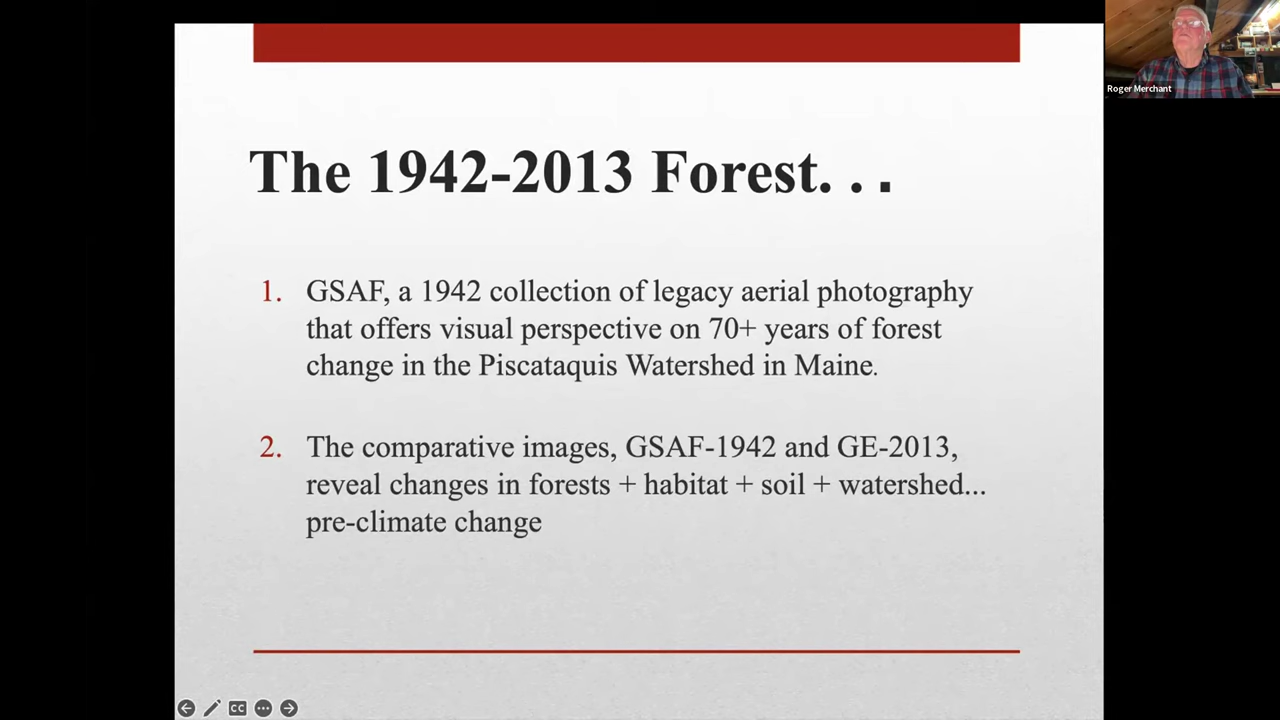 Roger Merchant
The 1942-2013 Forest. . .
1. GSAF, a 1942 collection of legacy aerial photography
that offers visual perspective on 70+ years of forest
change in the Piscataquis Watershed in Maine.
2. The comparative images, GSAF-1942 and GE-2013,
reveal changes in forests + habitat + soil + watershed...
pre-climate change
CC